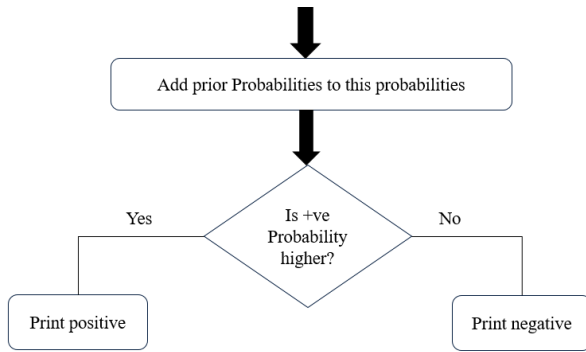 Add prior Probabilities to this probabilities
Is +ve
Probability
higher?
Yes
No
Print positive
Print negative